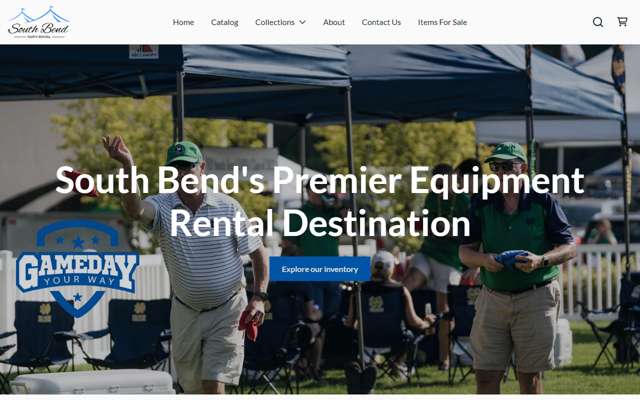 South Bend
Home
Catalog
Collections
About
Contact Us
Items For Sale
South Bend's Premier Equipment
Rental Destination
Explore our inventory
GAMEDAY
YOUR WAY